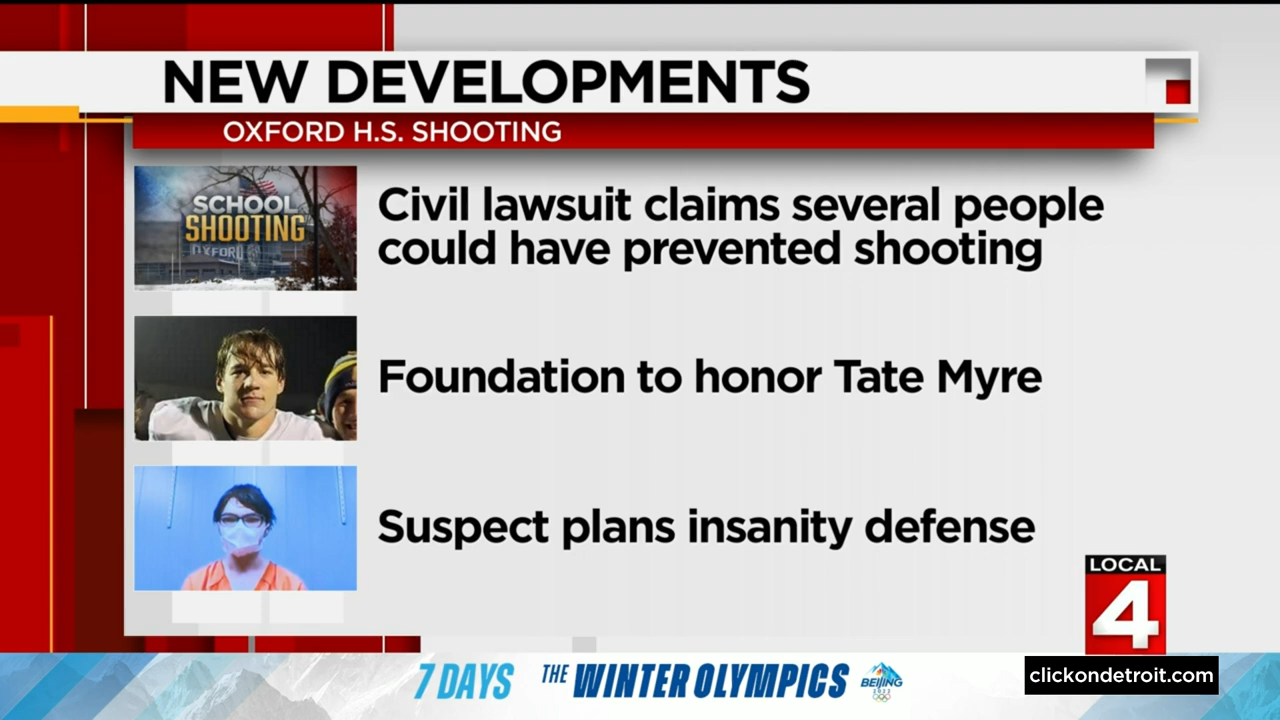 NEW DEVELOPMENTS
OXFORD H.S. SHOOTING
SCHOOL
SHOOTING
OXFORD
Civil lawsuit claims several people
could have prevented shooting
Foundation to honor Tate Myre
Suspect plans insanity defense
LOCAL
4
7 DAYS THE WINTER OLYMPICS BEIJING
2022
clickondetroit.com